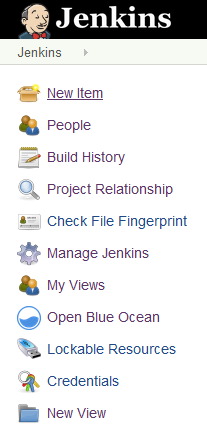 Jenkins
Jenkins
New Item
People
Build History
Project Relationship
Check File Fingerprint
Manage Jenkins
My Views
Open Blue Ocean
Lockable Resources
Credentials
New View